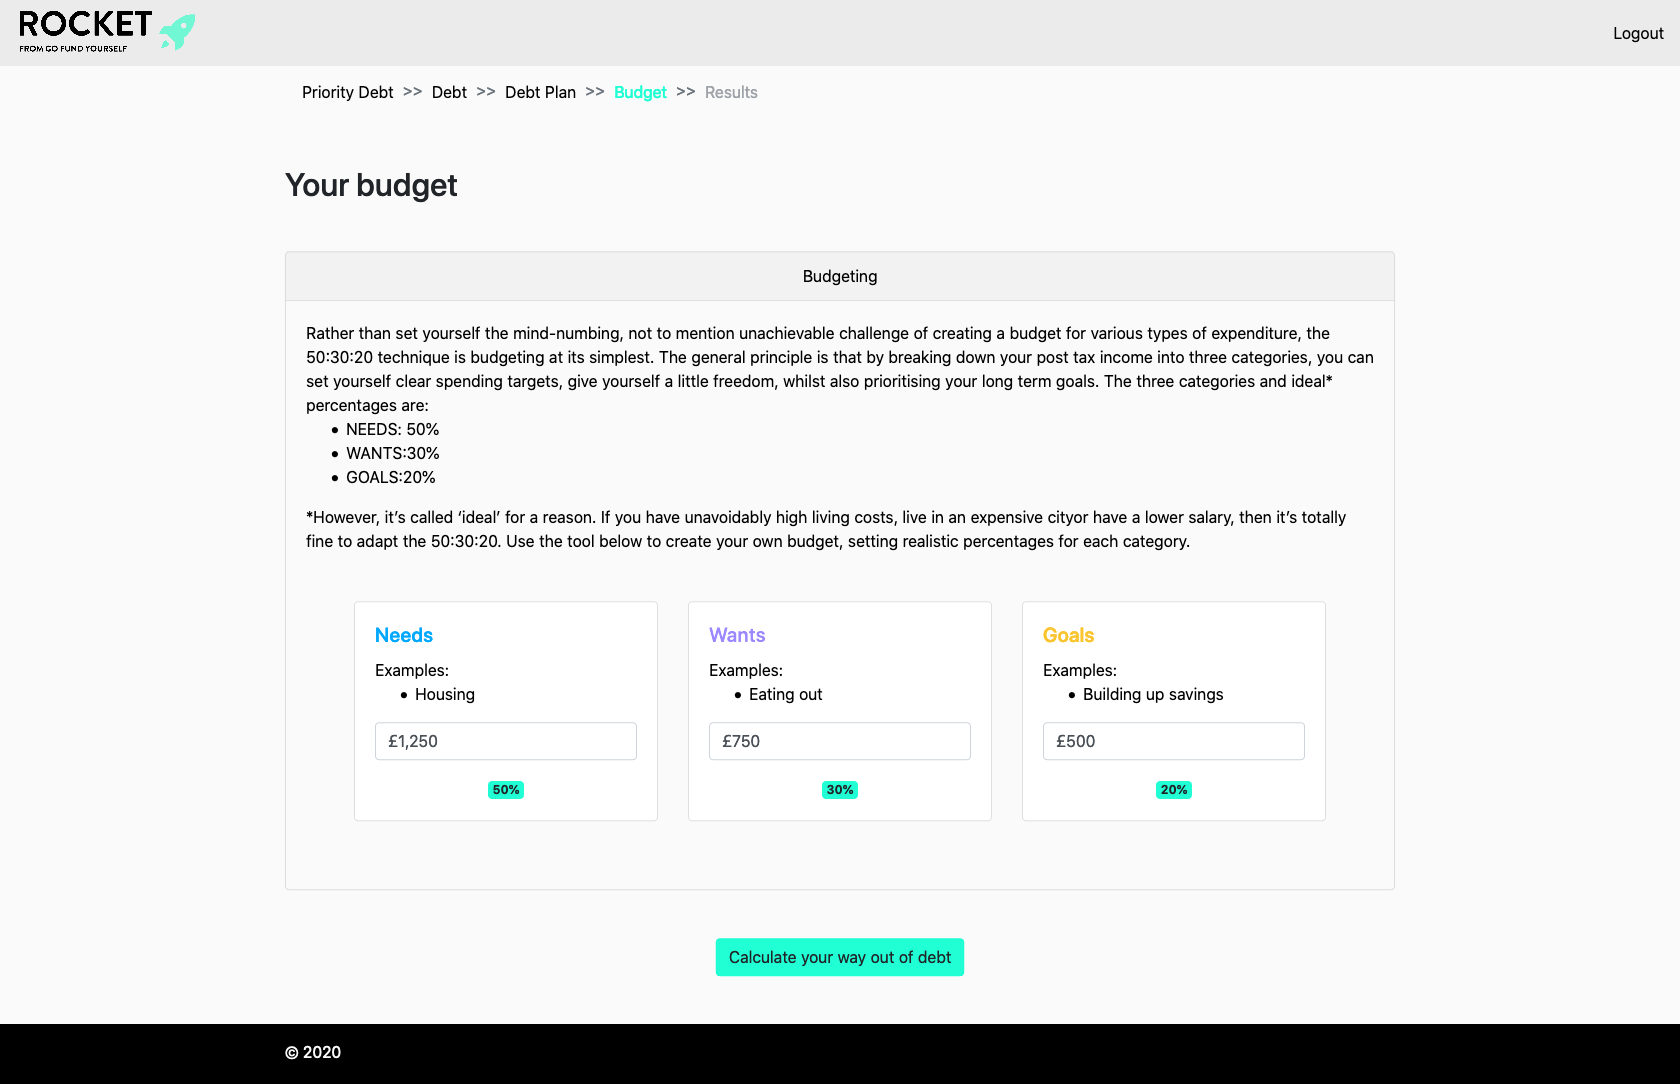 ROCKET
FROM GO FUND YOURSELF
Logout
Priority Debt >> Debt >> Debt Plan >> Budget >> Results
Your budget
Budgeting
Rather than set yourself the mind-numbing, not to mention unachievable challenge of creating a budget for various types of expenditure, the
50:30:20 technique is budgeting at its simplest. The general principle is that by breaking down your post tax income into three categories, you can
set yourself clear spending targets, give yourself a little freedom, whilst also prioritising your long term goals. The three categories and ideal*
percentages are:
• NEEDS: 50%
• WANTS:30%
• GOALS:20%
*However, it’s called ‘ideal’ for a reason. If you have unavoidably high living costs, live in an expensive cityor have a lower salary, then it’s totally
fine to adapt the 50:30:20. Use the tool below to create your own budget, setting realistic percentages for each category.
Needs
Examples:
• Housing
£1,250
50%
Wants
Examples:
• Eating out
£750
30%
Goals
Examples:
• Building up savings
£500
20%
Calculate your way out of debt
© 2020